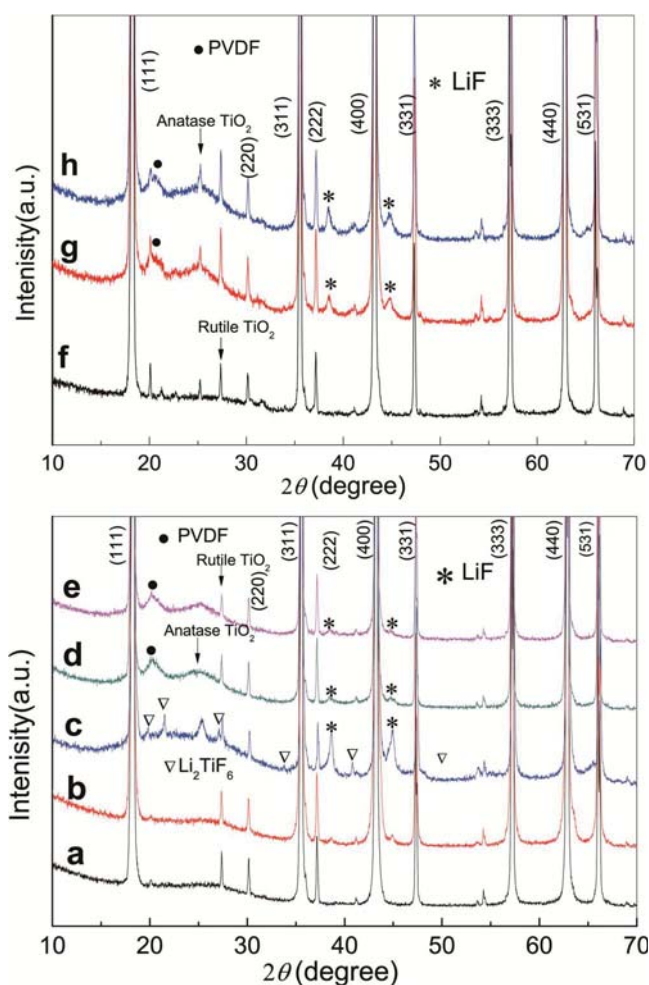 ● PVDF
* LiF
(111)
Anatase TiO₂
(220)
(311)
(222)
(400)
(331)
(333)
(440)
(531)
h
●
* *
g
●
* *
Rutile TiO₂
f
Intenisity(a.u.)
10 20 30 40 50 60 70
2θ(degree)
(111)
● PVDF
Rutile TiO₂
(220)
(311)
(222)
(400)
(331)
(333)
(440)
(531)
* LiF
e
●
* *
Anatase TiO₂
d
●
* *
c
▽ ▽ ▽ ▽ * * ▽ ▽
▽Li₂TiF₆
b
a
Intenisity(a.u.)
10 20 30 40 50 60 70
2θ(degree)